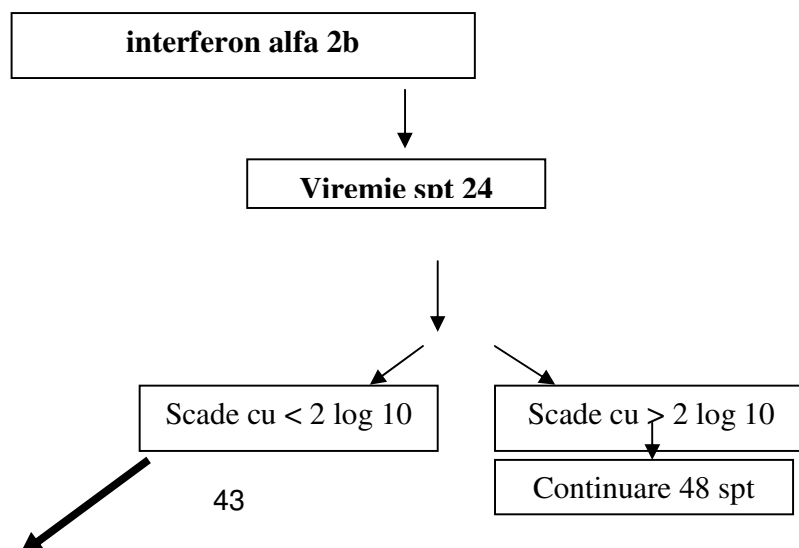 interferon alfa 2b
Viremie spt 24
Scade cu < 2 log 10
Scade cu > 2 log 10
Continuare 48 spt
43